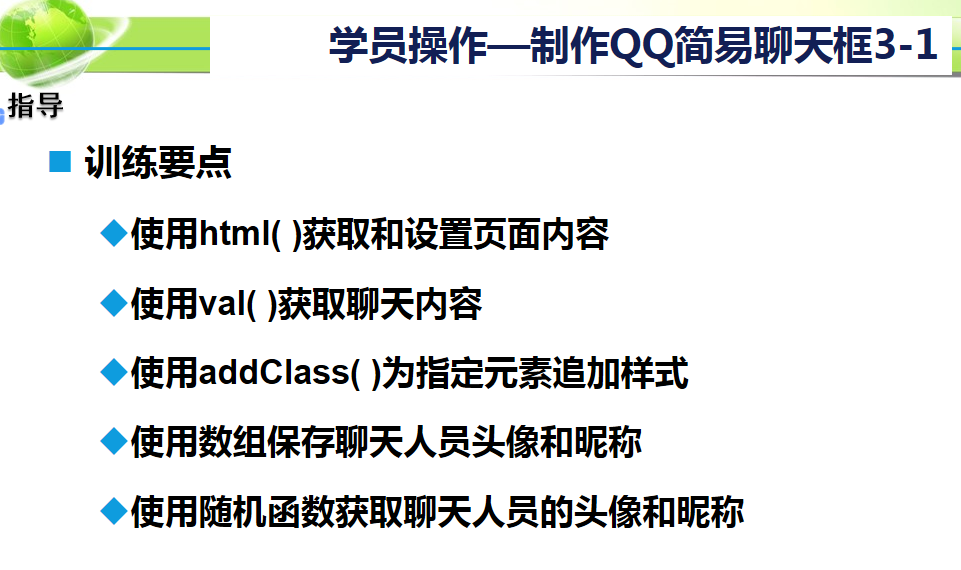 学员操作—制作QQ简易聊天框3-1
指导
训练要点
使用html( )获取和设置页面内容
使用val( )获取聊天内容
使用addClass( )为指定元素追加样式
使用数组保存聊天人员头像和昵称
使用随机函数获取聊天人员的头像和昵称